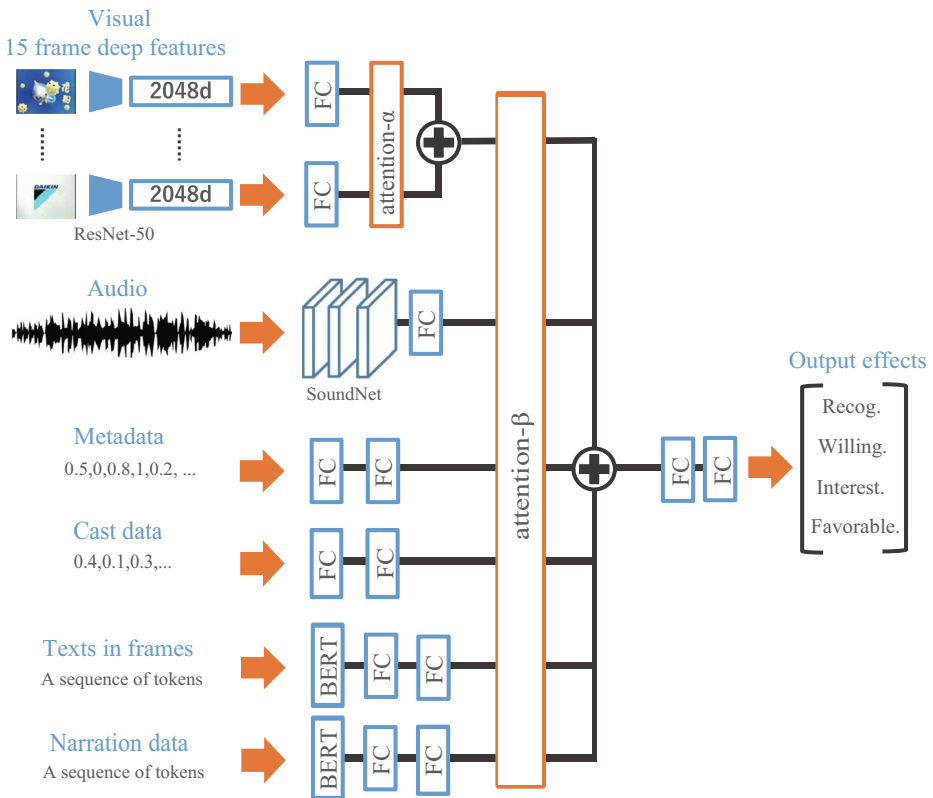 Visual
15 frame deep features
2048d
FC
attention-α
DAIKIN
2048d
FC
ResNet-50
Audio
FC
SoundNet
Metadata
0.5,0,0.8,1,0.2, ...
FC
FC
Cast data
0.4,0.1,0.3,...
FC
FC
Texts in frames
A sequence of tokens
BERT
FC
FC
Narration data
A sequence of tokens
BERT
FC
FC
attention-β
FC
FC
Output effects
Recog.
Willing.
Interest.
Favorable.